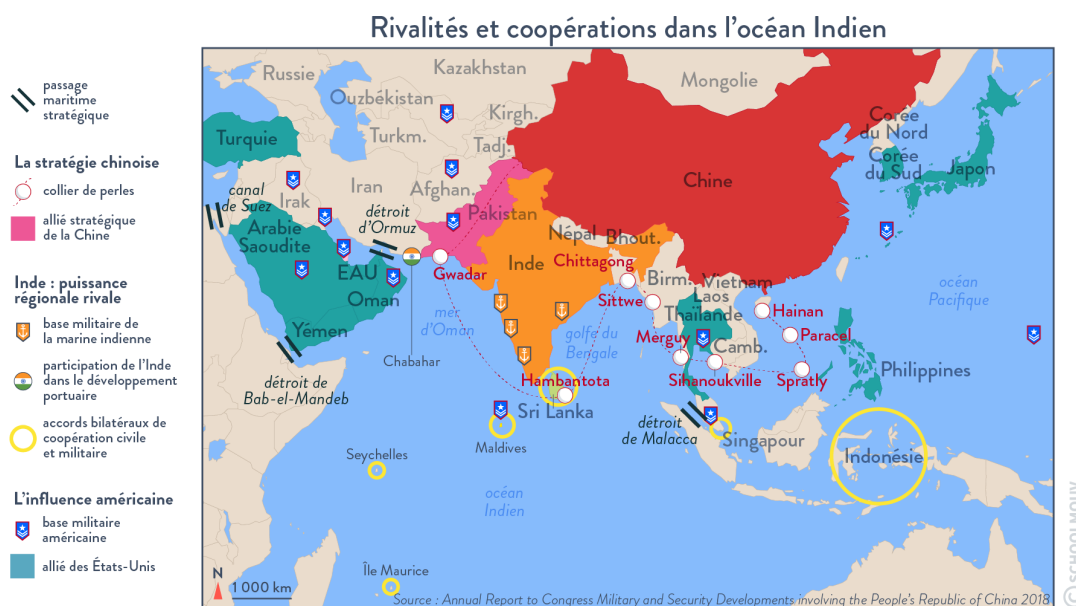 Rivalités et coopérations dans l'océan Indien
passage
maritime
stratégique
La stratégie chinoise
collier de perles
allié stratégique
de la Chine
Inde : puissance
régionale rivale
base militaire de
la marine indienne
participation de l'Inde
dans le développement
portuaire
accords bilatéraux de
coopération civile
et militaire
L'influence américaine
base militaire
américaine
allié des États-Unis
Russie
Kazakhstan
Mongolie
Ouzbékistan
Kirgh.
Turkm.
Tadj.
Turquie
Corée
du Nord
Corée
du Sud
Japon
Chine
canal
de Suez
Irak
Iran
Afghan.
Pakistan
détroit
d'Ormuz
Arabie
Saoudite
EAU
Oman
Yémen
Gwadar
Inde
Népal
Bhout.
Chittagong
Birm.
Vietnam
Laos
Thaïlande
Sittwe
Hainan
Paracel
océan
Pacifique
mer
d'Oman
golfe du
Bengale
Merguy
Camb.
Chabahar
détroit de
Bab-el-Mandeb
Hambantota
Sri Lanka
Sihanoukville
Spratly
Philippines
détroit
de Malacca
Singapour
Indonésie
Maldives
Seychelles
océan
Indien
Île Maurice
N
1 000 km
Source : Annual Report to Congress Military and Security Developments involving the People's Republic of China 2018
© SCHOOLMOUV